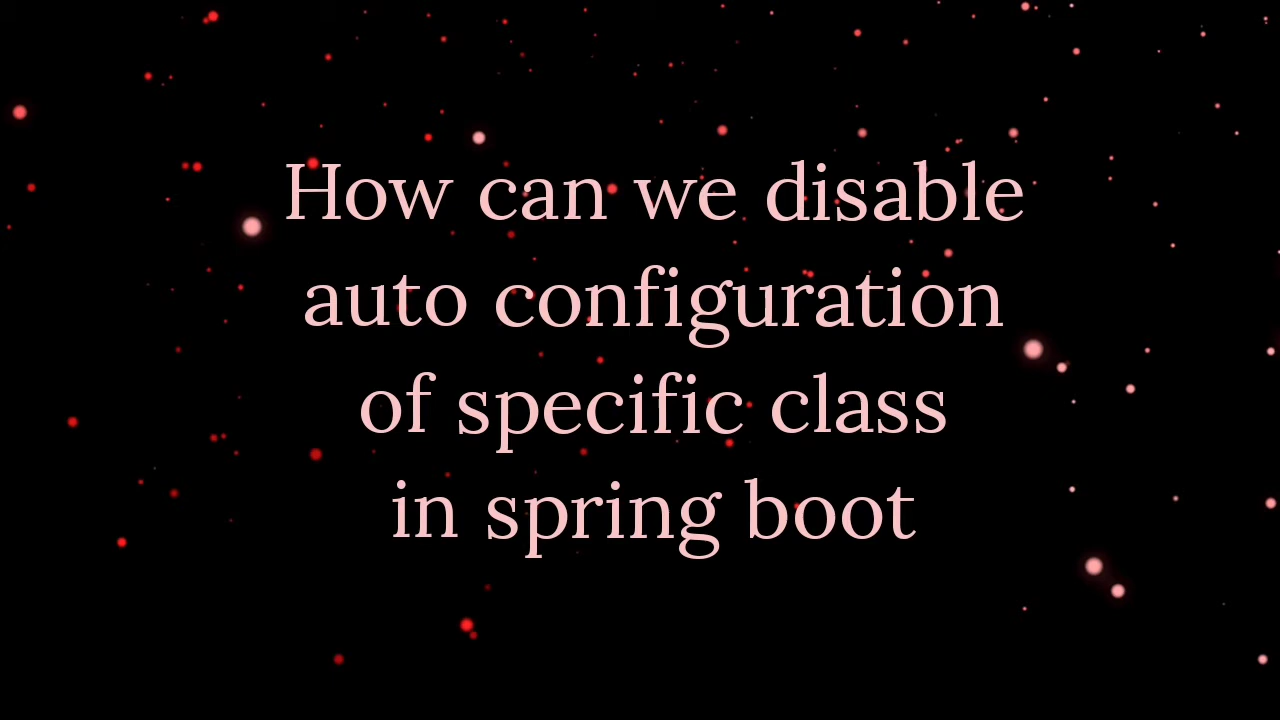 How can we disable
auto configuration
of specific class
in spring boot